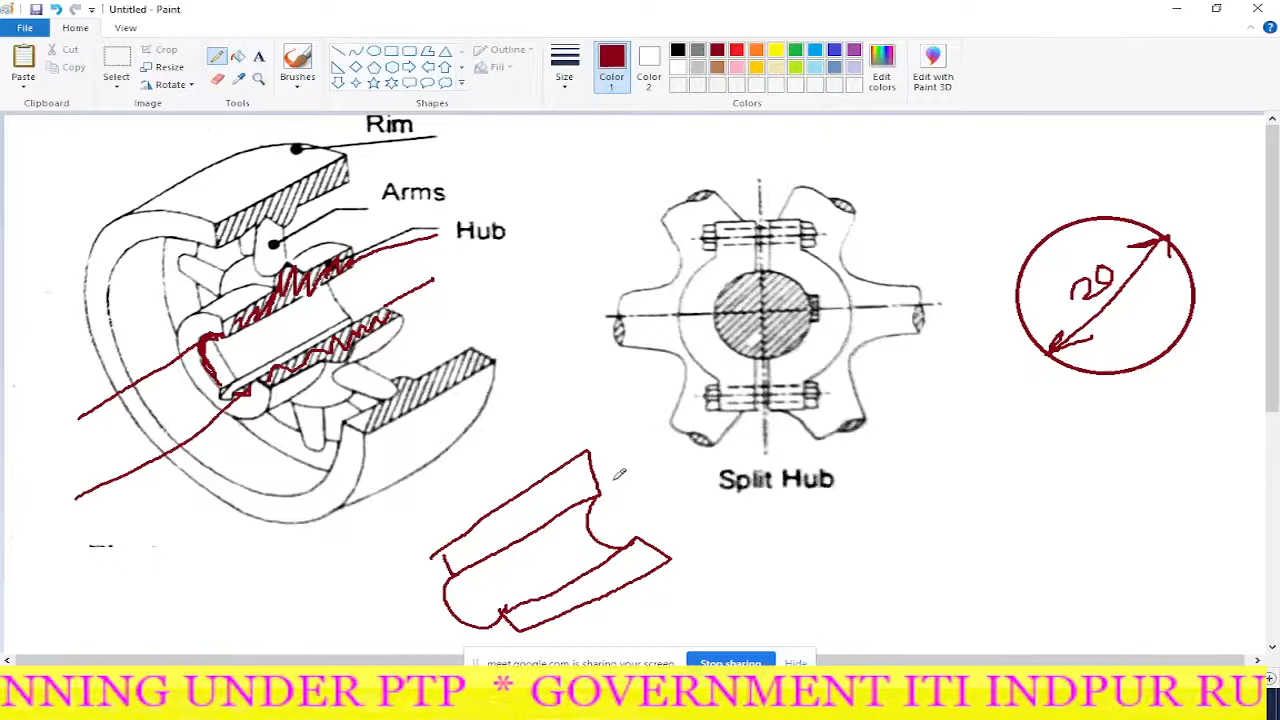 Untitled - Paint
File
Home
View
Paste
Cut
Copy
Clipboard
Select
Crop
Resize
Rotate
Image
A
Tools
Brushes
Shapes
Outline
Fill
Size
Color
1
Color
2
Edit
colors
Edit with
Paint 3D
Colors
Rim
Arms
Hub
20
Split Hub
meet.google.com is sharing your screen.
Stop sharing
Hide
NNING UNDER PTP * GOVERNMENT ITI INDPUR RU